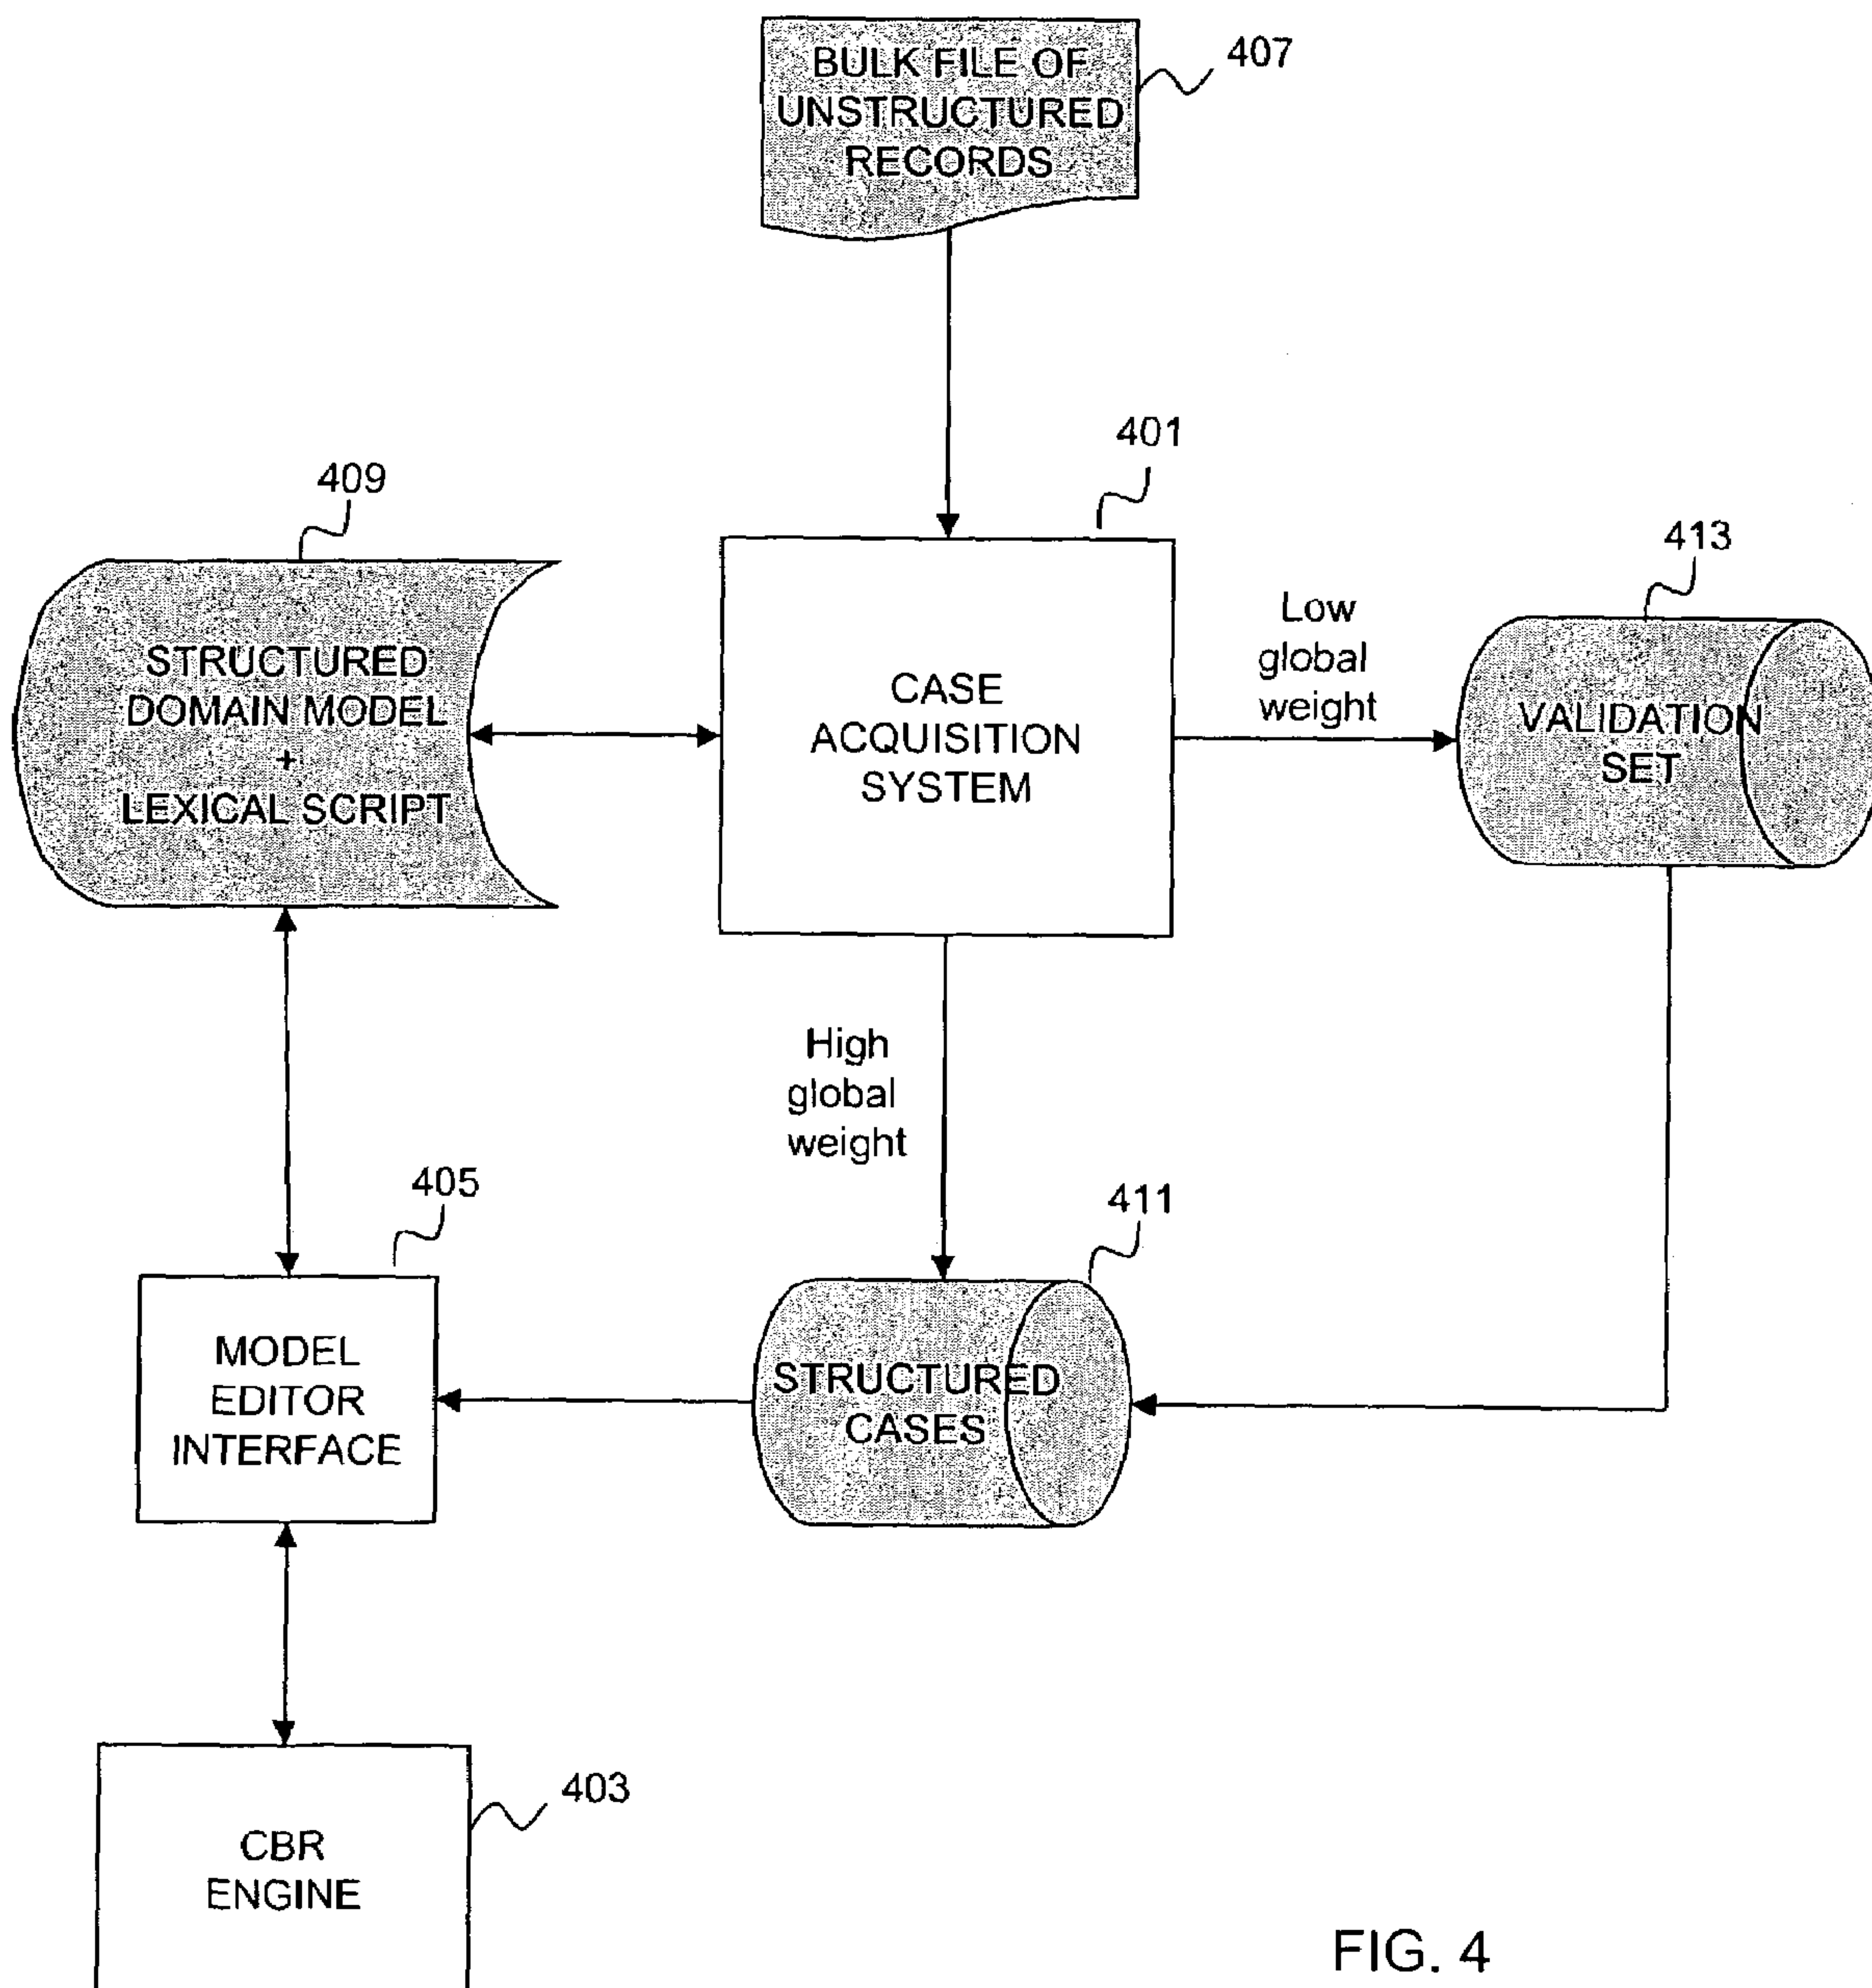 BULK FILE OF
UNSTRUCTURED
RECORDS
407
401
409
413
CASE
ACQUISITION
SYSTEM
Low
global
weight
STRUCTURED
DOMAIN MODEL
+
LEXICAL SCRIPT
VALIDATION
SET
High
global
weight
405
411
MODEL
EDITOR
INTERFACE
STRUCTURED
CASES
403
CBR
ENGINE
FIG. 4